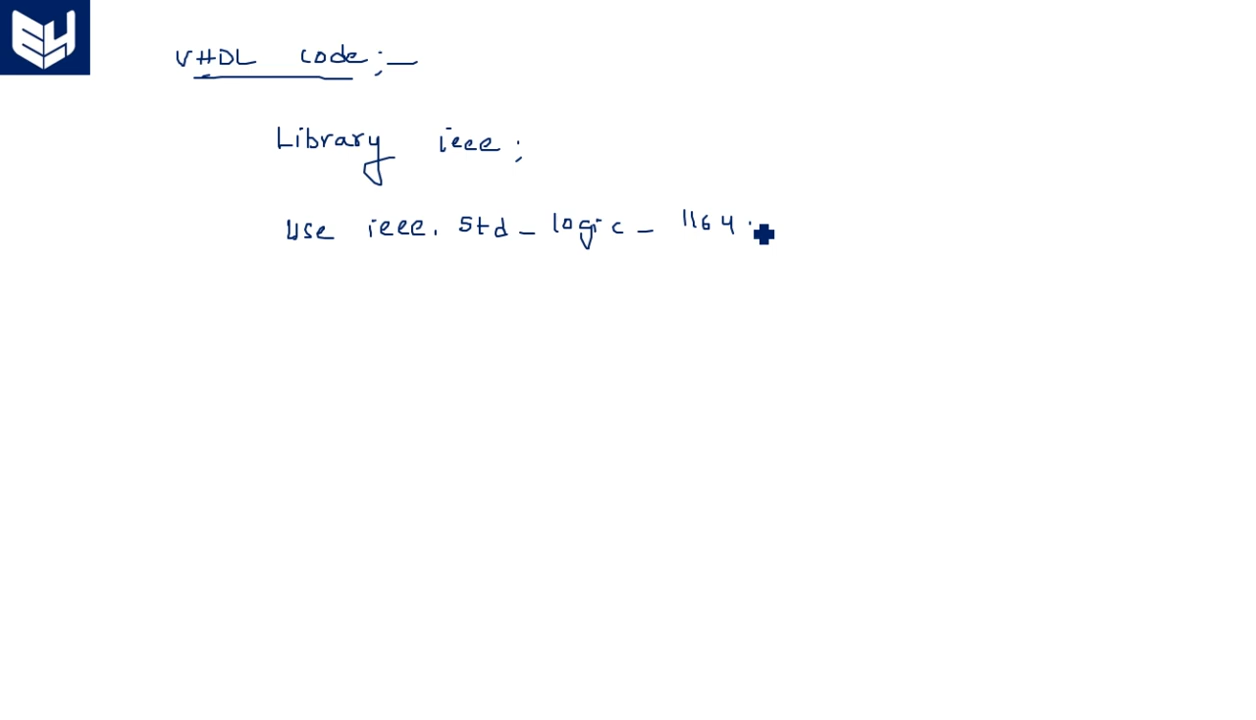 VHDL code:-
Library ieee;
Use ieee. Std_logic_1164.